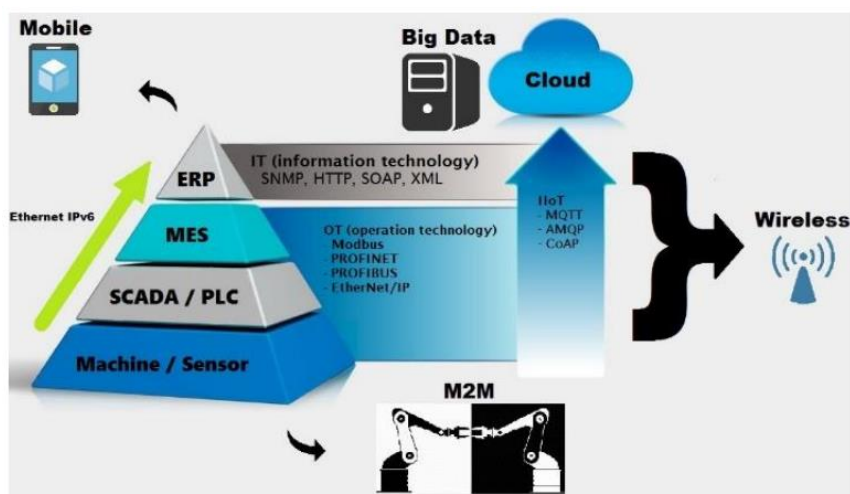 Mobile
Big Data
Cloud
IT (information technology)
SNMP, HTTP, SOAP, XML
ERP
Ethernet IPv6
MES
OT (operation technology)
- Modbus
-PROFINET
-PROFIBUS
-EtherNet/IP
IIoT
- MQTT
- AMQP
- CoAP
Wireless
SCADA / PLC
Machine / Sensor
M2M